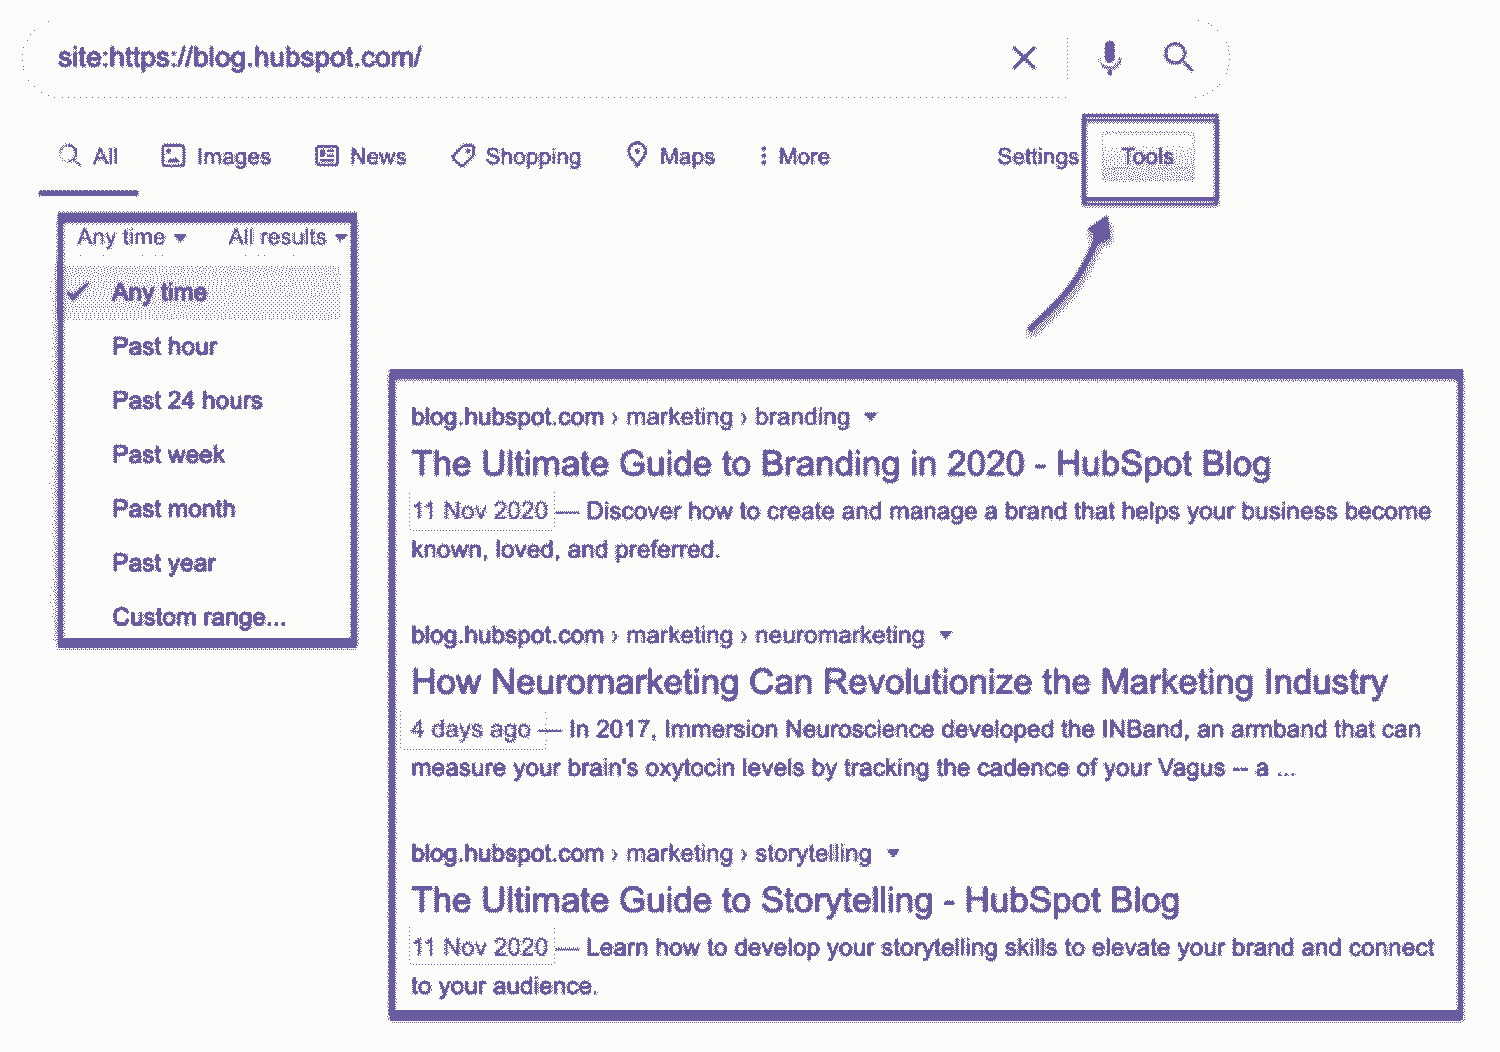 site:https://blog.hubspot.com/
All Images News Shopping Maps More Settings Tools
Any time All results
Any time
Past hour
Past 24 hours
Past week
Past month
Past year
Custom range...
blog.hubspot.com › marketing › branding
The Ultimate Guide to Branding in 2020 - HubSpot Blog
11 Nov 2020 — Discover how to create and manage a brand that helps your business become
known, loved, and preferred.
blog.hubspot.com › marketing › neuromarketing
How Neuromarketing Can Revolutionize the Marketing Industry
4 days ago — In 2017, Immersion Neuroscience developed the INBand, an armband that can
measure your brain's oxytocin levels by tracking the cadence of your Vagus -- a ...
blog.hubspot.com › marketing › storytelling
The Ultimate Guide to Storytelling - HubSpot Blog
11 Nov 2020 — Learn how to develop your storytelling skills to elevate your brand and connect
to your audience.